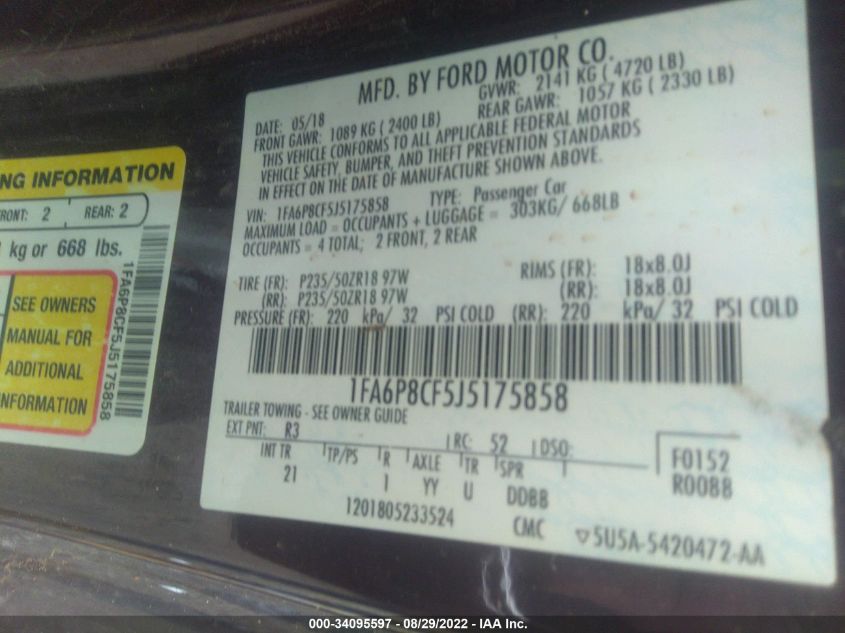 NG INFORMATION
RONT: 2 REAR: 2
kg or 668 lbs.
SEE OWNERS
MANUAL FOR
ADDITIONAL
NFORMATION
1FA6P8CF5J5175858
MFD. BY FORD MOTOR CO.
DATE: 05/18 GVWR: 2141 KG ( 4720 LB)
FRONT GAWR: 1089 KG ( 2400 LB) REAR GAWR: 1057 KG ( 2330 LB)
THIS VEHICLE CONFORMS TO ALL APPLICABLE FEDERAL MOTOR
VEHICLE SAFETY, BUMPER, AND THEFT PREVENTION STANDARDS
IN EFFECT ON THE DATE OF MANUFACTURE SHOWN ABOVE.
VIN: 1FA6P8CF5J5175858 TYPE: Passenger Car
MAXIMUM LOAD = OCCUPANTS + LUGGAGE = 303KG/ 668LB
OCCUPANTS = 4 TOTAL; 2 FRONT, 2 REAR
TIRE (FR): P235/50ZR18 97W RIMS (FR): 18x8.0J
(RR): P235/50ZR18 97W (RR): 18x8.0J
PRESSURE (FR): 220 kPa/ 32 PSI COLD (RR): 220 kPa/ 32 PSI COLD
1FA6P8CF5J5175858
TRAILER TOWING - SEE OWNER GUIDE
EXT PNT: R3 RC: 52 DSO:
F0152
R0088
INT TR TP/PS R AXLE TR SPR
21 1 YY U DDBB
1201805233524 CMC ▽5U5A-5420472-AA
000-34095597 - 08/29/2022 - IAA Inc.